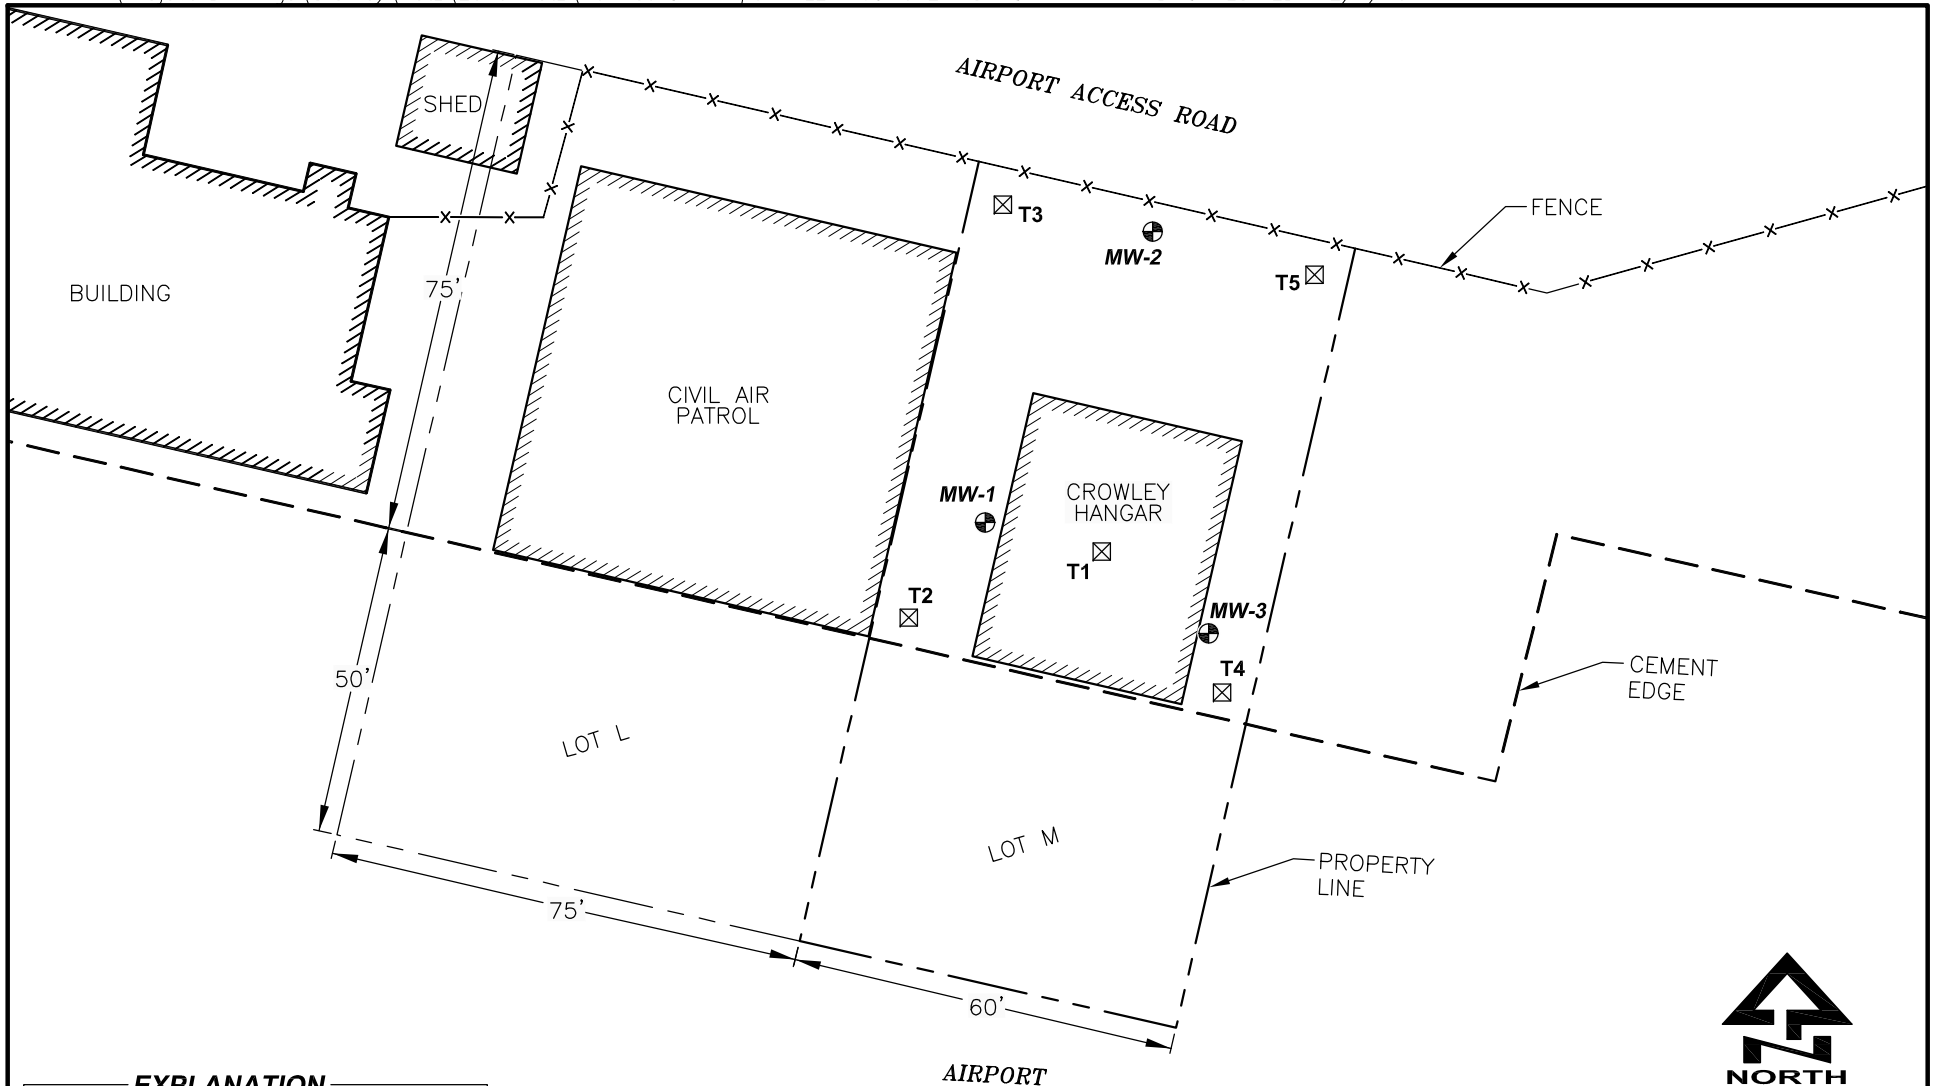 AIRPORT ACCESS ROAD
SHED
T3
FENCE
MW-2
T5
75'
BUILDING
CIVIL AIR
PATROL
MW-1
CROWLEY
HANGAR
T1
T2
MW-3
T4
CEMENT
EDGE
50'
LOT L
LOT M
PROPERTY
LINE
75'
60'
AIRPORT
NORTH
EXPLANATION